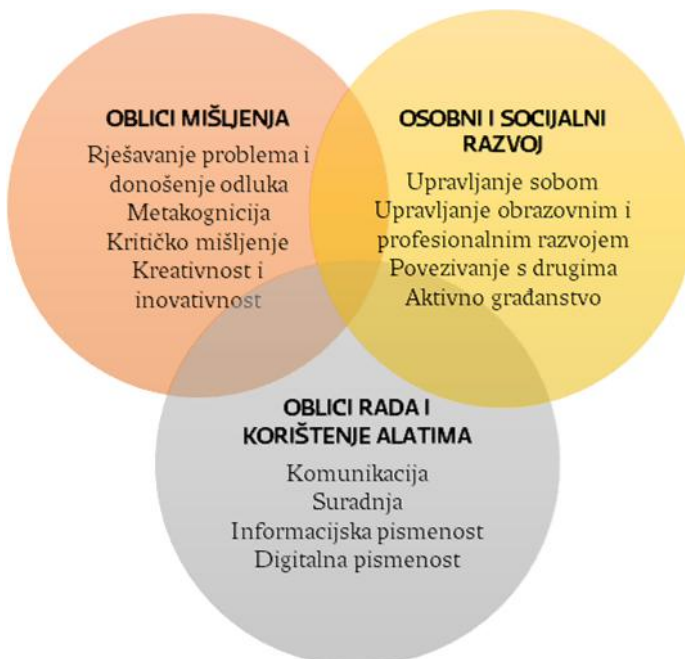 OBLICI MIŠLJENJA
Rješavanje problema i
donošenje odluka
Metakognicija
Kritičko mišljenje
Kreativnost i
inovativnost
OSOBNI I SOCIJALNI
RAZVOJ
Upravljanje sobom
Upravljanje obrazovnim i
profesionalnim razvojem
Povezivanje s drugima
Aktivno građanstvo
OBLICI RADA I
KORIŠTENJE ALATIMA
Komunikacija
Suradnja
Informacijska pismenost
Digitalna pismenost